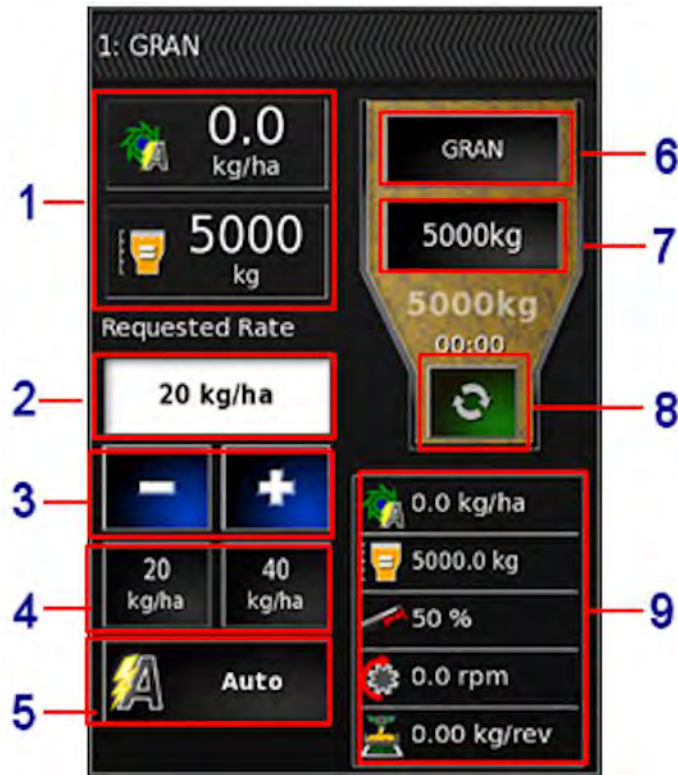 1: GRAN
1
0.0
kg/ha
5000
kg
Requested Rate
2
20 kg/ha
3
- +
4
20 40
kg/ha kg/ha
5
A Auto
GRAN
6
5000kg
7
5000kg
00:00
8
A 0.0 kg/ha
5000.0 kg
50 %
9
0.0 rpm
0.00 kg/rev